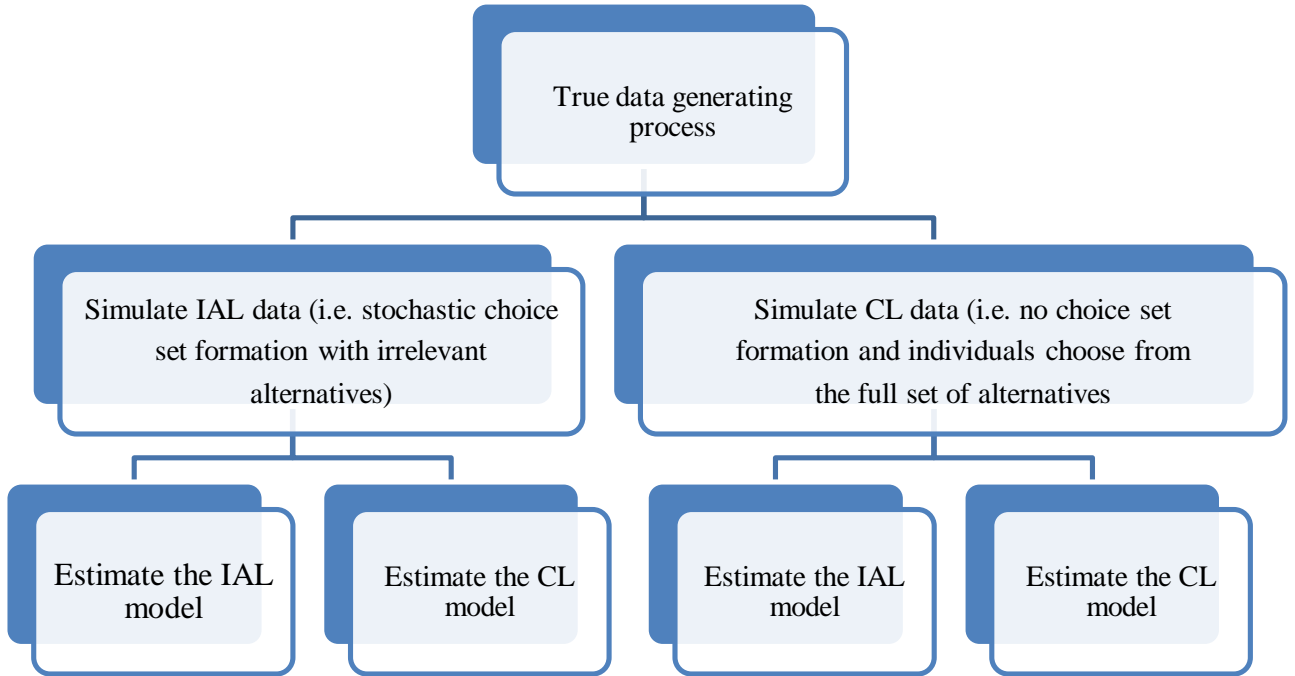 True data generating
process
Simulate IAL data (i.e. stochastic choice
set formation with irrelevant
alternatives)
Simulate CL data (i.e. no choice set
formation and individuals choose from
the full set of alternatives
Estimate the IAL
model
Estimate the CL
model
Estimate the IAL
model
Estimate the CL
model